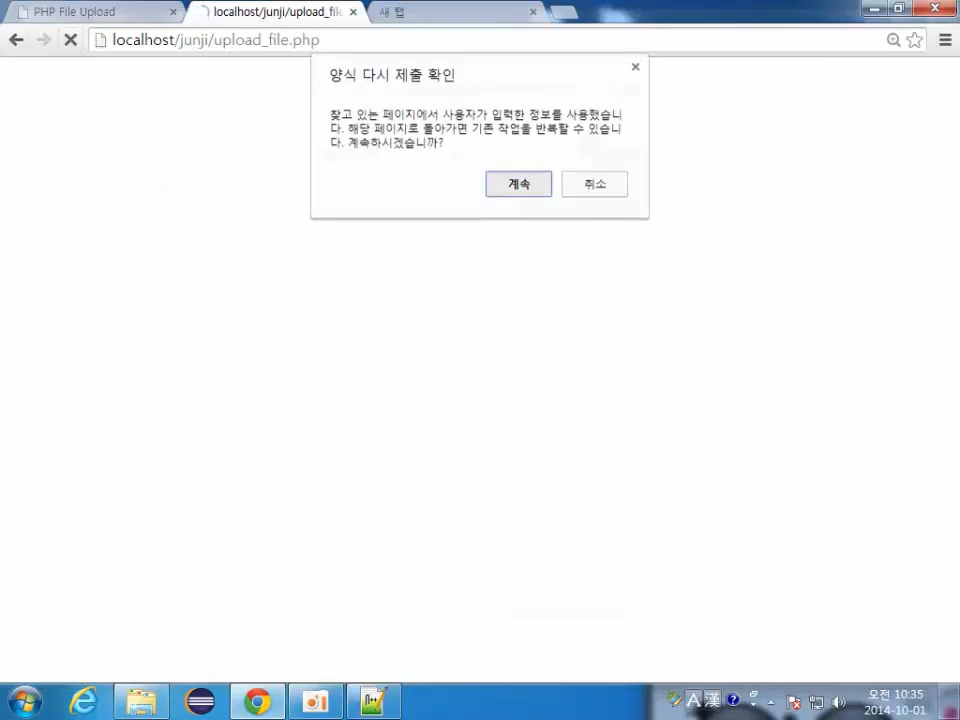 PHP File Upload
localhost/junji/upload_file
새 탭
localhost/junji/upload_file.php
양식 다시 제출 확인
찾고 있는 페이지에서 사용자가 입력한 정보를 사용했습니
다. 해당 페이지로 돌아가면 기존 작업을 반복할 수 있습니
다. 계속하시겠습니까?
계속
취소
A 漢
오전 10:35
2014-10-01